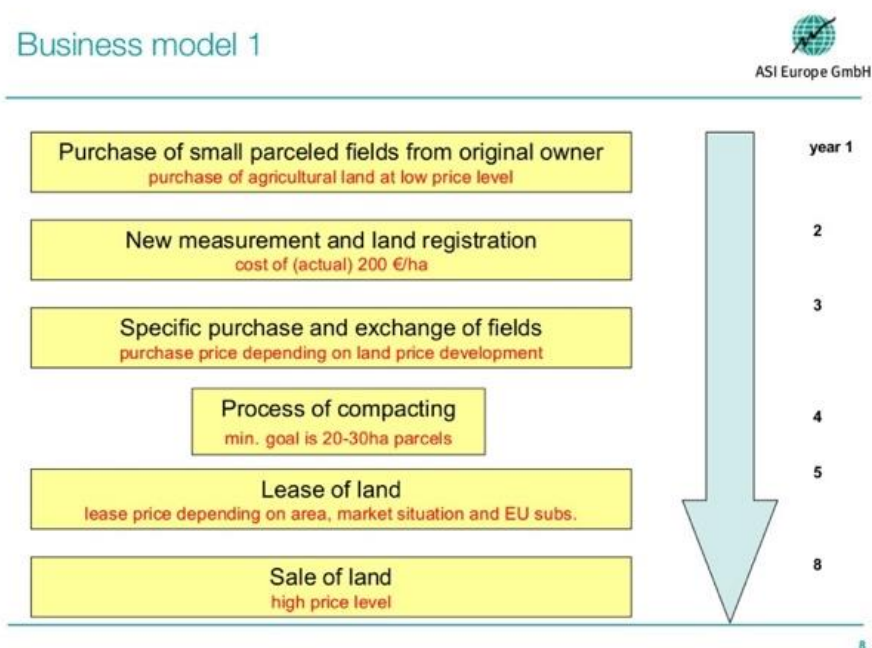 Business model 1
ASI Europe GmbH
Purchase of small parceled fields from original owner
purchase of agricultural land at low price level
year 1
New measurement and land registration
cost of (actual) 200 €/ha
2
Specific purchase and exchange of fields
purchase price depending on land price development
3
Process of compacting
min. goal is 20-30ha parcels
4
Lease of land
lease price depending on area, market situation and EU subs.
5
Sale of land
high price level
8
8